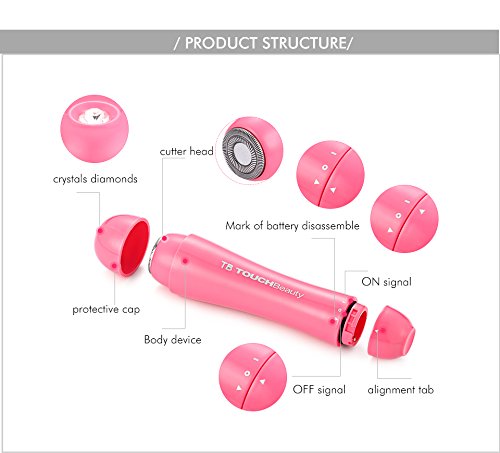 / PRODUCT STRUCTURE/
crystals diamonds
cutter head
Mark of battery disassemble
ON signal
TB TOUCHBeauty
protective cap
Body device
OFF signal
alignment tab